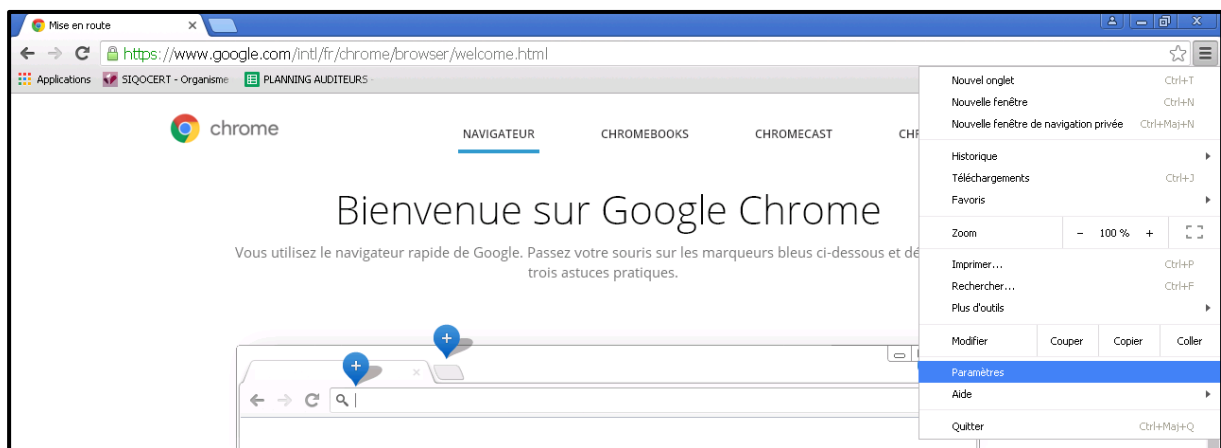 Mise en route
https://www.google.com/intl/fr/chrome/browser/welcome.html
Applications SIQOCERT - Organisme PLANNING AUDITEURS -
chrome NAVIGATEUR CHROMEBOOKS CHROMECAST CHR
Bienvenue sur Google Chrome
Vous utilisez le navigateur rapide de Google. Passez votre souris sur les marqueurs bleus ci-dessous et dé
trois astuces pratiques.
Nouvel onglet Ctrl+T
Nouvelle fenêtre Ctrl+N
Nouvelle fenêtre de navigation privée Ctrl+Maj+N
Historique
Téléchargements Ctrl+J
Favoris
Zoom - 100 % +
Imprimer... Ctrl+P
Rechercher... Ctrl+F
Plus d'outils
Modifier Couper Copier Coller
Paramètres
Aide
Quitter Ctrl+Maj+Q